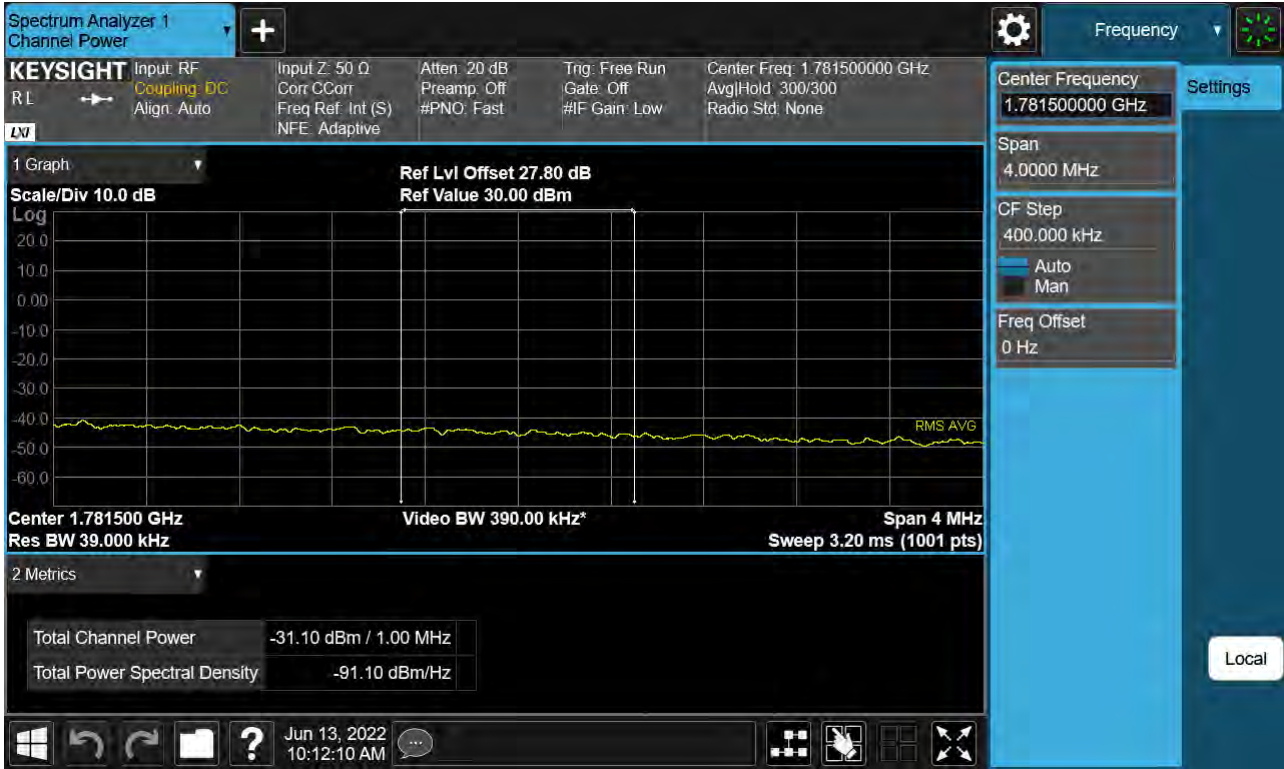 Spectrum Analyzer 1
Channel Power
Frequency
KEYSIGHT
R L
LXI
Input: RF
Coupling: DC
Align: Auto
Input Z: 50 Ω
Corr CCorr
Freq Ref: Int (S)
NFE: Adaptive
Atten: 20 dB
Preamp: Off
#PNO: Fast
Trig: Free Run
Gate: Off
#IF Gain: Low
Center Freq: 1.781500000 GHz
Avg|Hold: 300/300
Radio Std: None
Center Frequency
1.781500000 GHz
Settings
Span
4.0000 MHz
CF Step
400.000 kHz
Auto
Man
Freq Offset
0 Hz
1 Graph
Scale/Div 10.0 dB
Ref Lvl Offset 27.80 dB
Ref Value 30.00 dBm
Log
20.0
10.0
0.00
-10.0
-20.0
-30.0
-40.0
-50.0
-60.0
RMS AVG
Center 1.781500 GHz
Video BW 390.00 kHz*
Span 4 MHz
Res BW 39.000 kHz
Sweep 3.20 ms (1001 pts)
2 Metrics
Total Channel Power
-31.10 dBm / 1.00 MHz
Total Power Spectral Density
-91.10 dBm/Hz
Local
?
Jun 13, 2022
10:12:10 AM